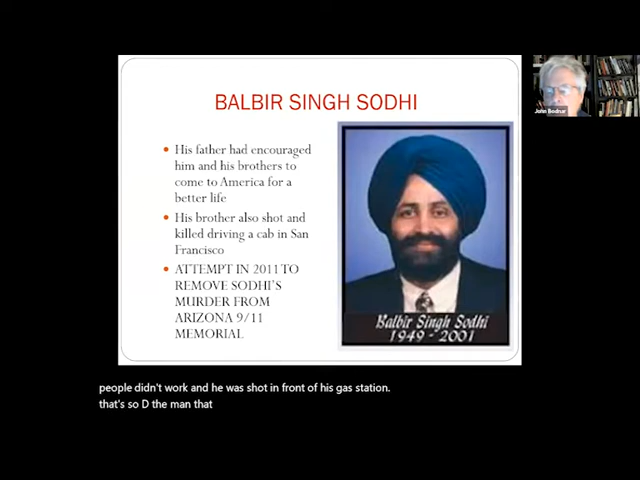 BALBIR SINGH SODHI
His father had encouraged
him and his brothers to
come to America for a
better life
His brother also shot and
killed driving a cab in San
Francisco
ATTEMPT IN 2011 TO
REMOVE SODHI'S
MURDER FROM
ARIZONA 9/11
MEMORIAL
Balbir Singh Sodhi
1949 - 2001
John Bodnar
people didn't work and he was shot in front of his gas station.
that's so D the man that